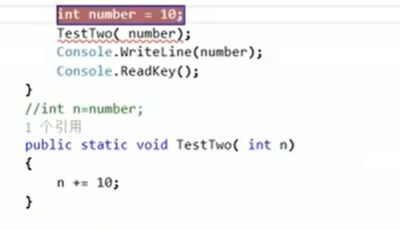 int number = 10;
TestTwo( number);
Console.WriteLine(number);
Console.ReadKey();
}
//int n=number;
1 个引用
public static void TestTwo( int n)
{
n += 10;
}